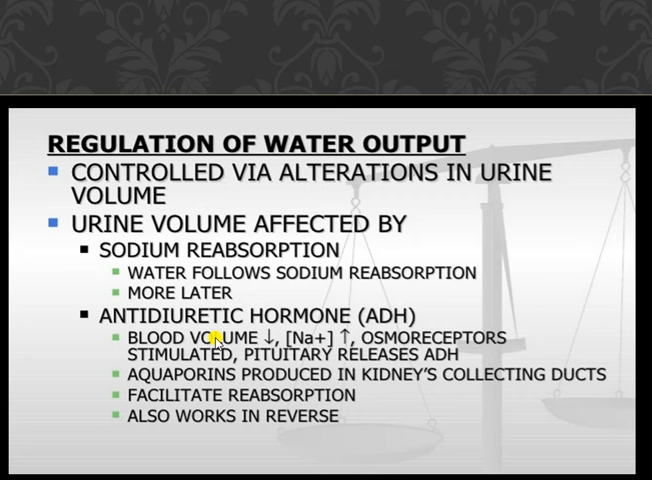 REGULATION OF WATER OUTPUT
CONTROLLED VIA ALTERATIONS IN URINE
VOLUME
URINE VOLUME AFFECTED BY
SODIUM REABSORPTION
WATER FOLLOWS SODIUM REABSORPTION
MORE LATER
ANTIDIURETIC HORMONE (ADH)
BLOOD VOLUME ↓, [Na+] ↑, OSMORECEPTORS
STIMULATED, PITUITARY RELEASES ADH
AQUAPORINS PRODUCED IN KIDNEY'S COLLECTING DUCTS
FACILITATE REABSORPTION
ALSO WORKS IN REVERSE